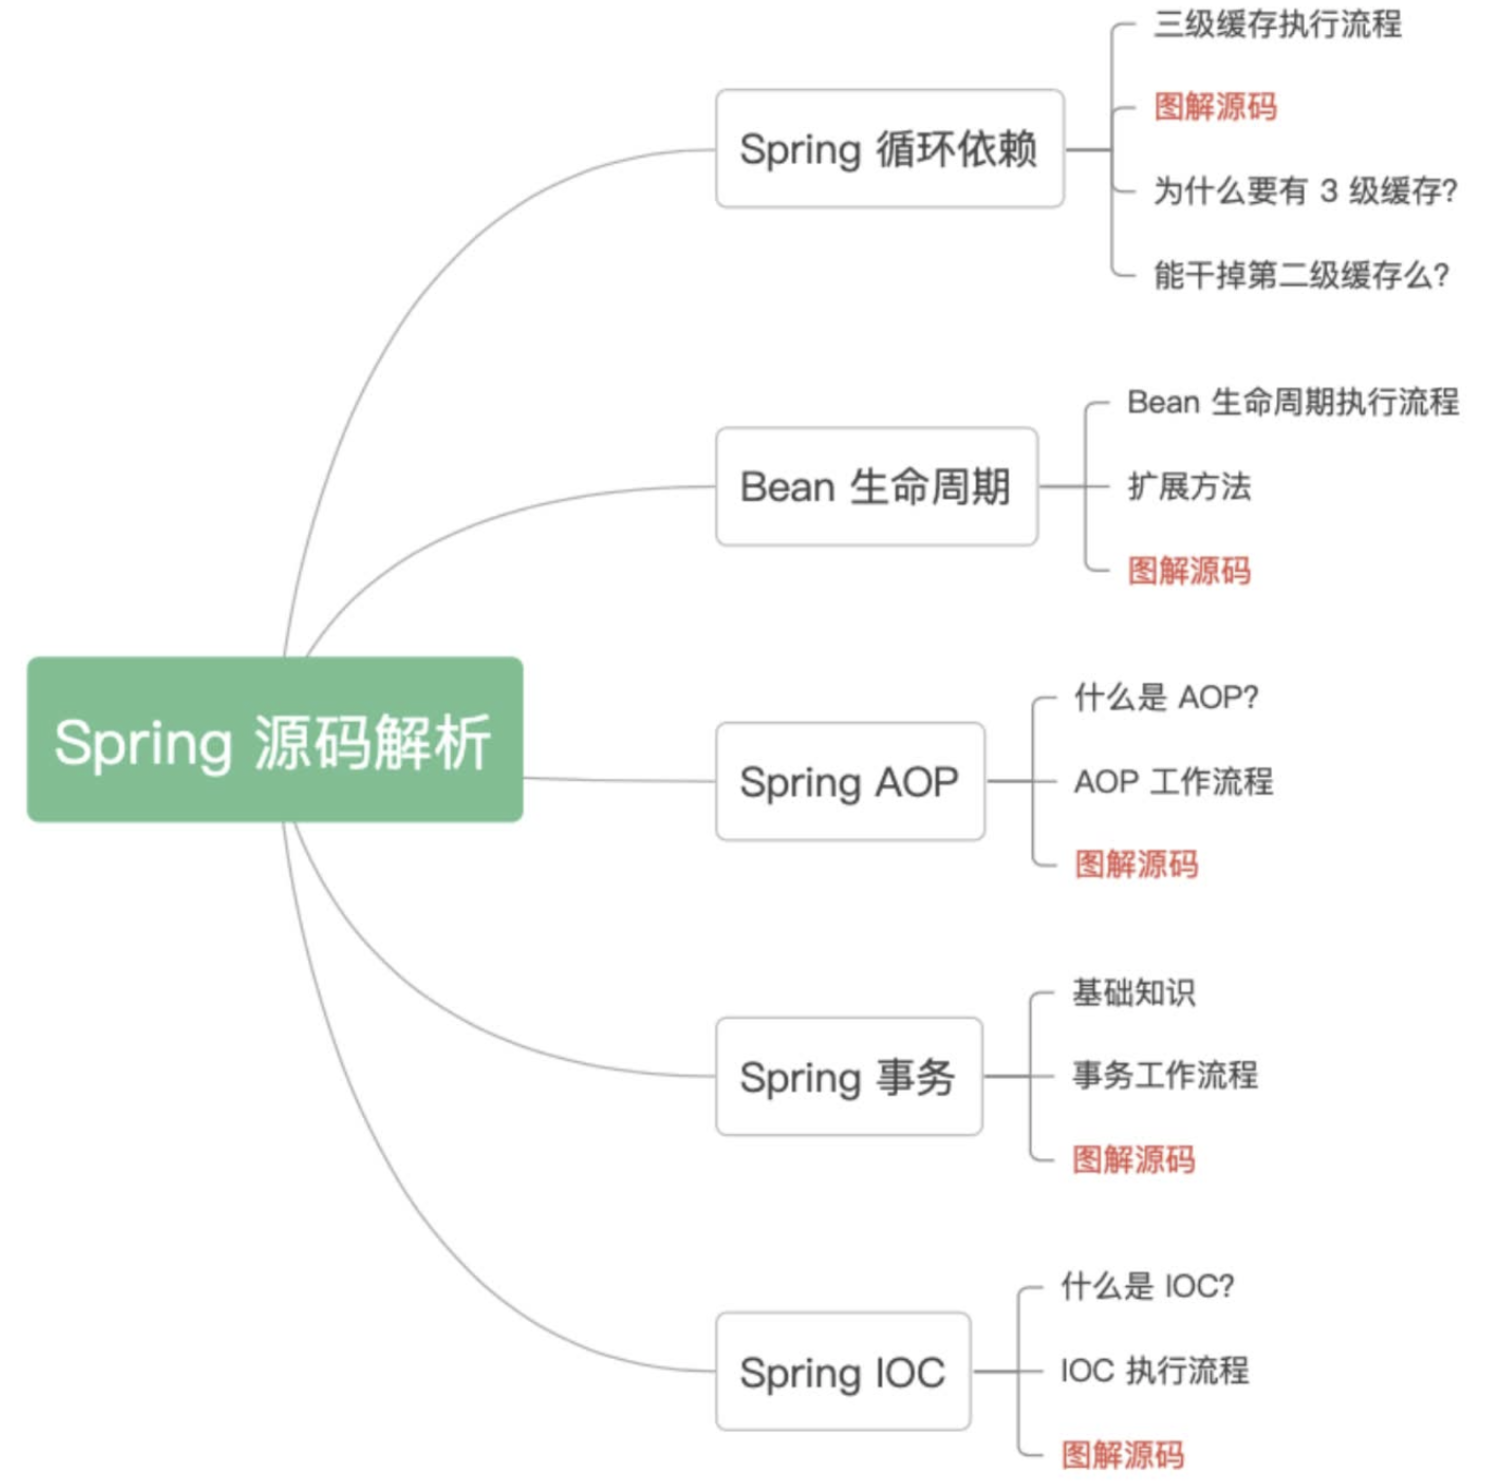 Spring 源码解析
Spring 循环依赖
三级缓存执行流程
图解源码
为什么要有 3 级缓存?
能干掉第二级缓存么?
Bean 生命周期
Bean 生命周期执行流程
扩展方法
图解源码
Spring AOP
什么是 AOP?
AOP 工作流程
图解源码
Spring 事务
基础知识
事务工作流程
图解源码
Spring IOC
什么是 IOC?
IOC 执行流程
图解源码